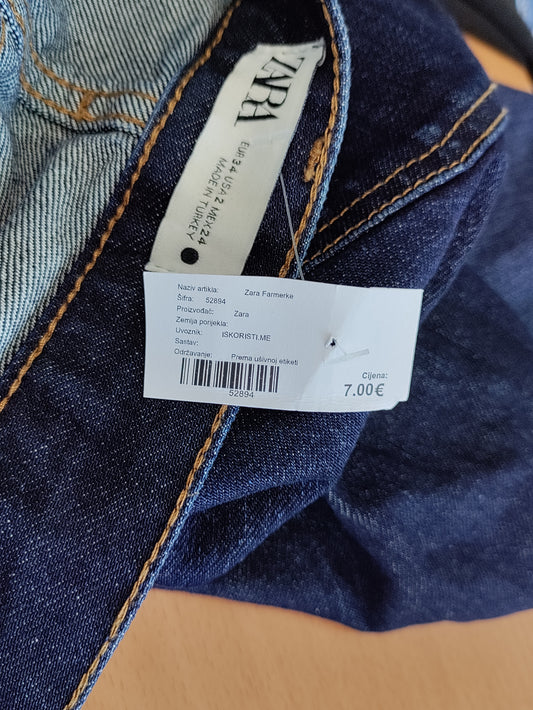 ZARA
EUR 34 USA 2 MEX 24
MADE IN TURKEY
Naziv artikla: Zara Farmerke
Šifra: 52894
Proizvođač: Zara
Zemlja porijekla:
Uvoznik: ISKORISTI.ME
Sastav:
Održavanje: Prema ušivnoj etiketi
52894
Cijena:
7.00€